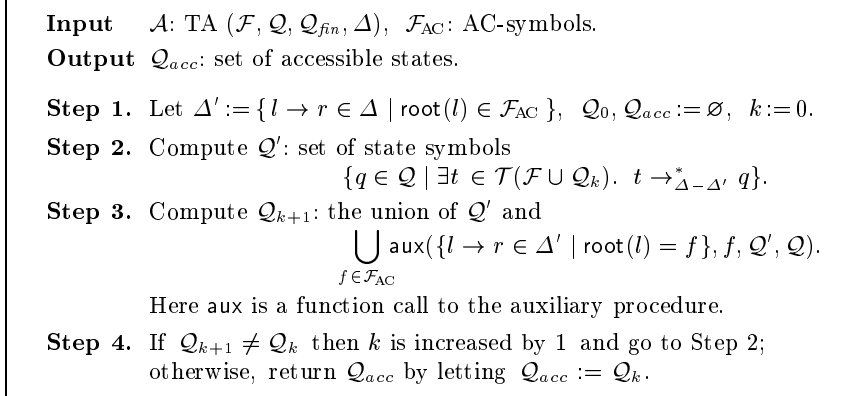 Input 𝒜: TA (ℱ, 𝒬, 𝒬_fin, Δ), ℱ_AC: AC-symbols.
Output 𝒬_acc: set of accessible states.
Step 1. Let Δ′ := { l → r ∈ Δ | root(l) ∈ ℱ_AC }, 𝒬_0, 𝒬_acc := ∅, k := 0.
Step 2. Compute 𝒬′: set of state symbols
{q ∈ 𝒬 | ∃t ∈ 𝒯(ℱ ∪ 𝒬_k). t →*_{Δ−Δ′} q}.
Step 3. Compute 𝒬_{k+1}: the union of 𝒬′ and
⋃_{f∈ℱ_AC} aux({l → r ∈ Δ′ | root(l) = f}, f, 𝒬′, 𝒬).
Here aux is a function call to the auxiliary procedure.
Step 4. If 𝒬_{k+1} ≠ 𝒬_k then k is increased by 1 and go to Step 2;
otherwise, return 𝒬_acc by letting 𝒬_acc := 𝒬_k.